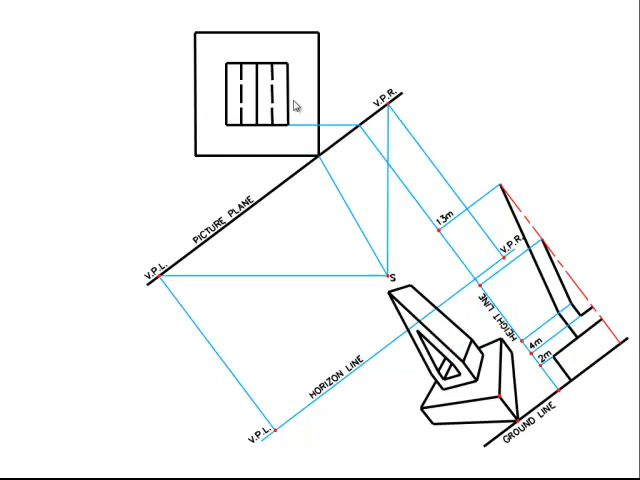 V.P.R.
PICTURE PLANE
13m
V.P.R.
V.P.L.
S
HEIGHT LINE
4m
2m
HORIZON LINE
V.P.L.
GROUND LINE